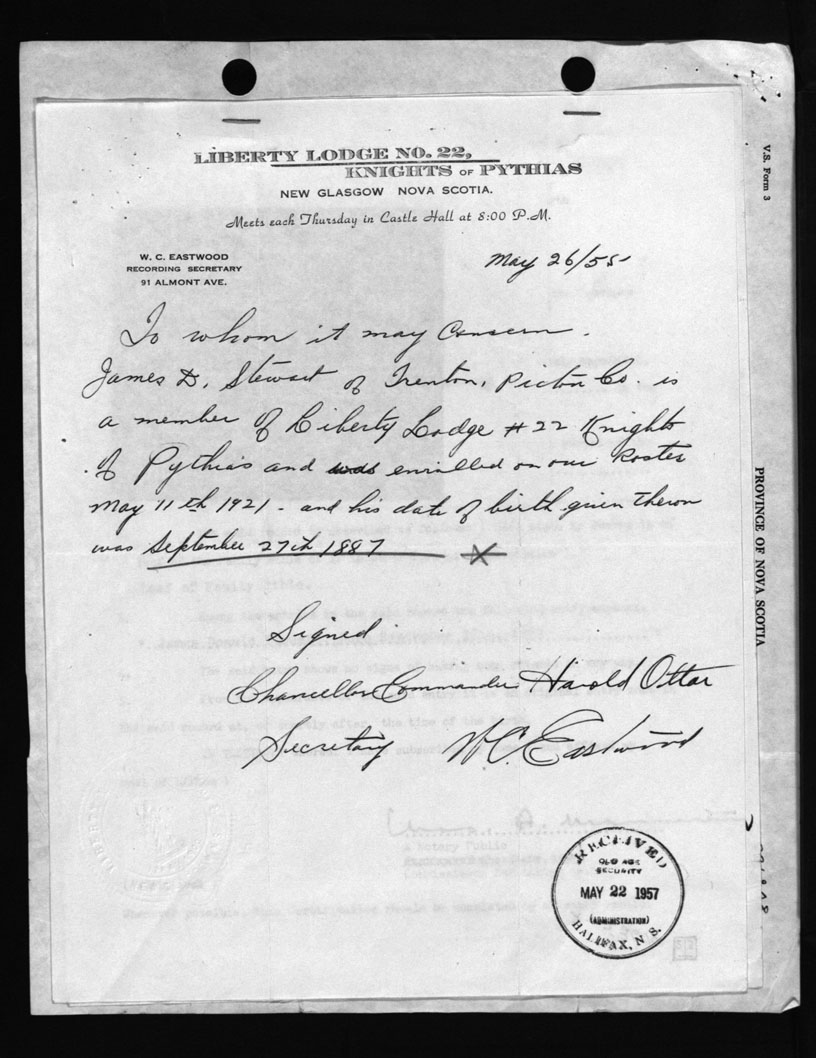 LIBERTY LODGE NO. 22,
KNIGHTS OF PYTHIAS
NEW GLASGOW NOVA SCOTIA.
Meets each Thursday in Castle Hall at 8:00 P.M.
W. C. EASTWOOD
RECORDING SECRETARY
91 ALMONT AVE.
May 26/55
To whom it may Concern.
James D. Stewart of Trenton, Pictou Co. is
a member of Liberty Lodge # 22 Knights
of Pythias and was enrolled on our Roster
May 11th 1921 - and his date of birth given thereon
was September 27th 1887
Signed
Chancellor Commander Harold Ottar
Secretary W C. Eastwood
A Notary Public
RECEIVED
OLD AGE
SECURITY
MAY 22 1957
(ADMINISTRATION)
HALIFAX, N. S.
V.S. Form 3
PROVINCE OF NOVA SCOTIA